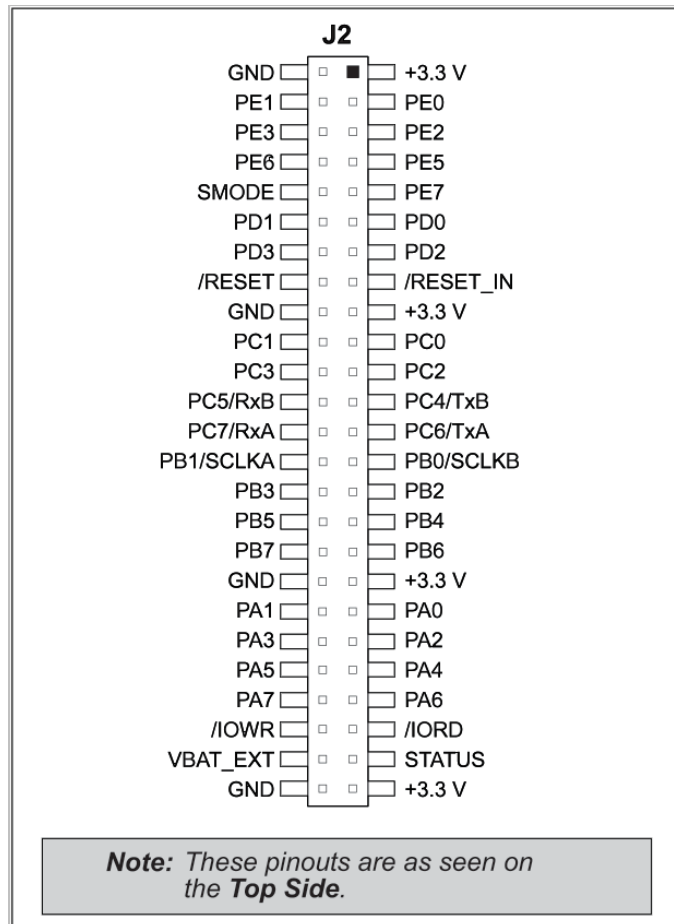 J2
GND +3.3 V
PE1 PE0
PE3 PE2
PE6 PE5
SMODE PE7
PD1 PD0
PD3 PD2
/RESET /RESET_IN
GND +3.3 V
PC1 PC0
PC3 PC2
PC5/RxB PC4/TxB
PC7/RxA PC6/TxA
PB1/SCLKA PB0/SCLKB
PB3 PB2
PB5 PB4
PB7 PB6
GND +3.3 V
PA1 PA0
PA3 PA2
PA5 PA4
PA7 PA6
/IOWR /IORD
VBAT_EXT STATUS
GND +3.3 V
Note: These pinouts are as seen on
the Top Side.